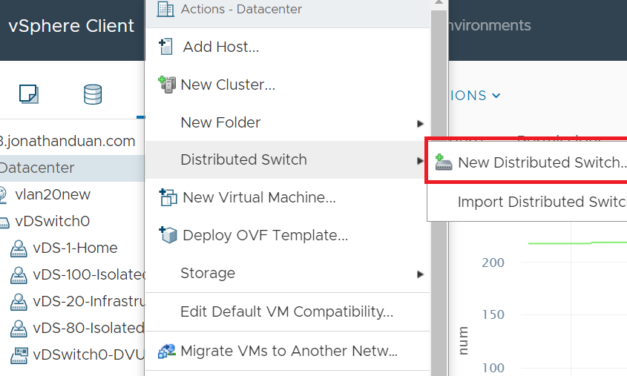 Actions - Datacenter
vSphere Client
nvironments
Add Host...
New Cluster...
IONS
New Folder
3.jonathanduan.com
Distributed Switch
New Distributed Switch...
Datacenter
vlan20new
New Virtual Machine...
Import Distributed Switc
vDSwitch0
Deploy OVF Template...
vDS-1-Home
vDS-100-Isolated
Storage
200
vDS-20-Infrastru
Edit Default VM Compatibility...
150
vDS-80-Isolated
num
Migrate VMs to Another Netw...
vDSwitch0-DVU
100